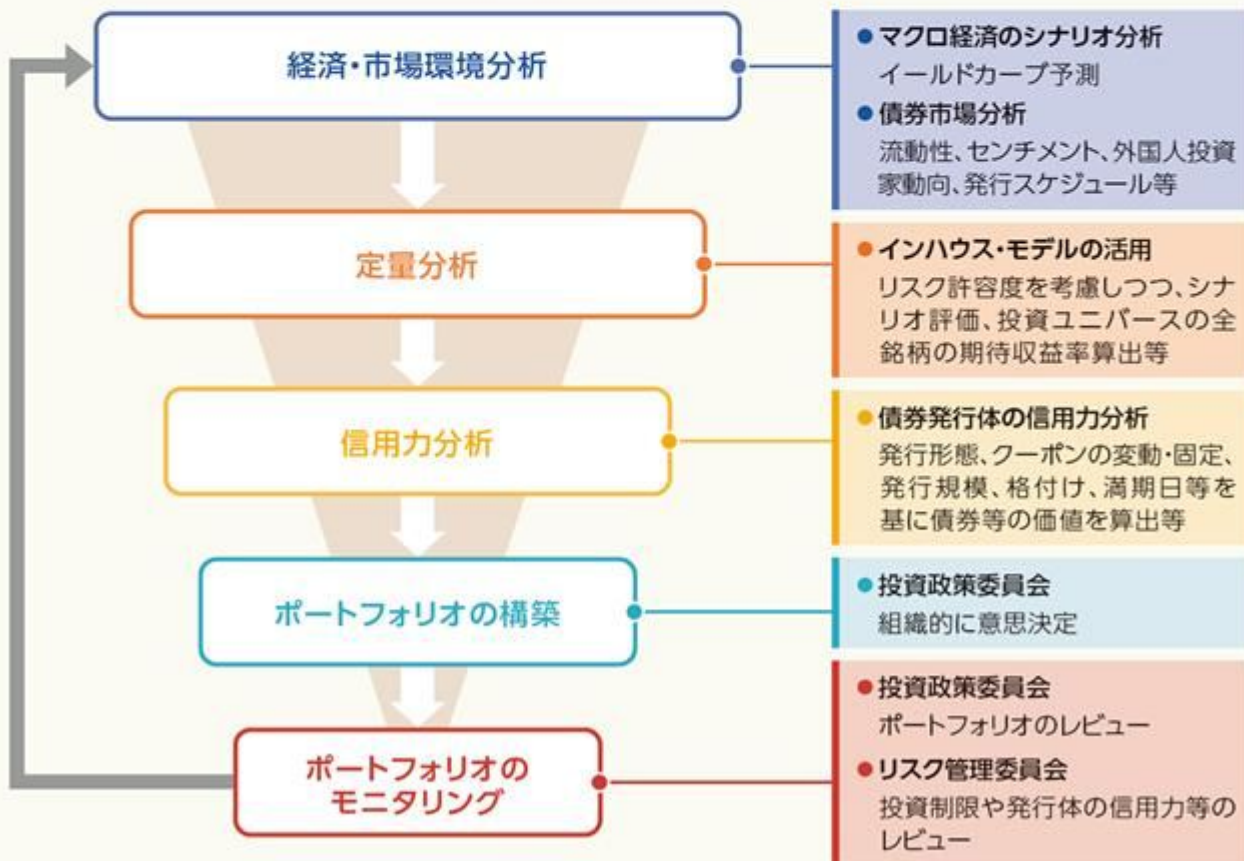 経済・市場環境分析
●マクロ経済のシナリオ分析
イールドカーブ予測
●債券市場分析
流動性、センチメント、外国人投資
家動向、発行スケジュール等
定量分析
●インハウス・モデルの活用
リスク許容度を考慮しつつ、シナ
リオ評価、投資ユニバースの全
銘柄の期待収益率算出等
信用力分析
●債券発行体の信用力分析
発行形態、クーポンの変動・固定、
発行規模、格付け、満期日等を
基に債券等の価値を算出等
ポートフォリオの構築
●投資政策委員会
組織的に意思決定
ポートフォリオの
モニタリング
●投資政策委員会
ポートフォリオのレビュー
●リスク管理委員会
投資制限や発行体の信用力等の
レビュー